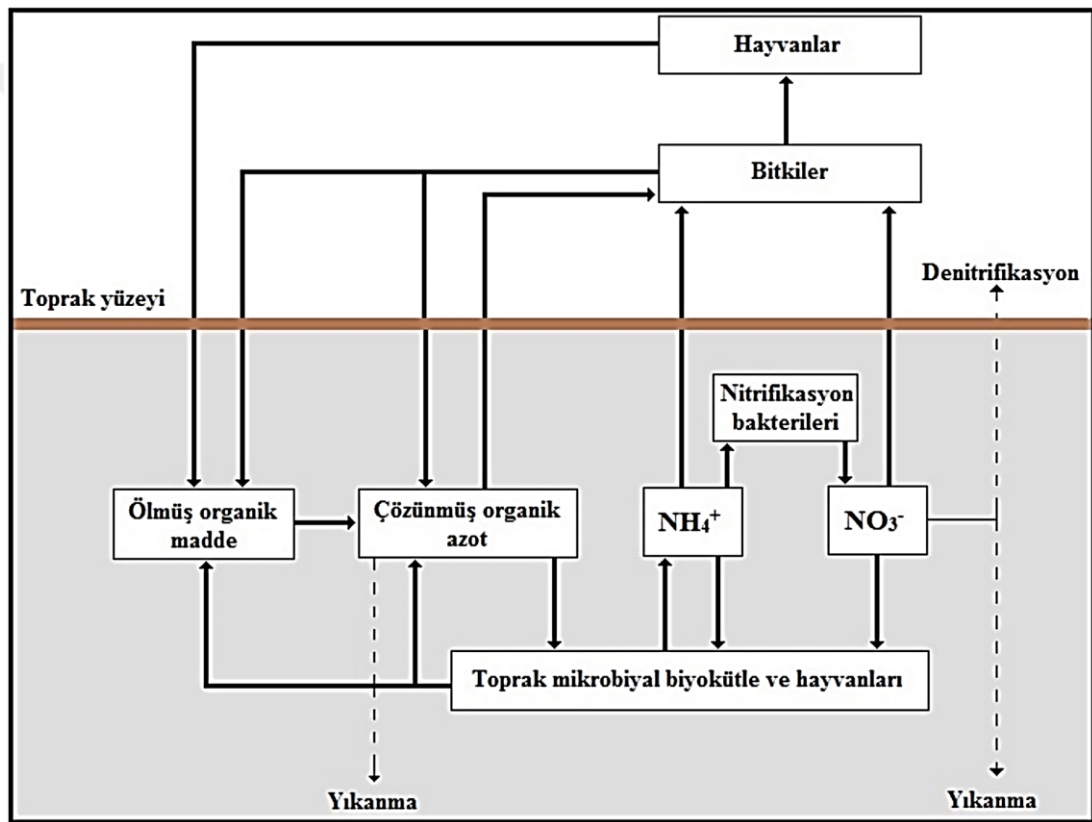 Hayvanlar
Bitkiler
Denitrifikasyon
Toprak yüzeyi
Nitrifikasyon
bakterileri
Ölmüş organik
madde
Çözünmüş organik
azot
NH₄⁺
NO₃⁻
Toprak mikrobiyal biyokütle ve hayvanları
Yıkanma
Yıkanma